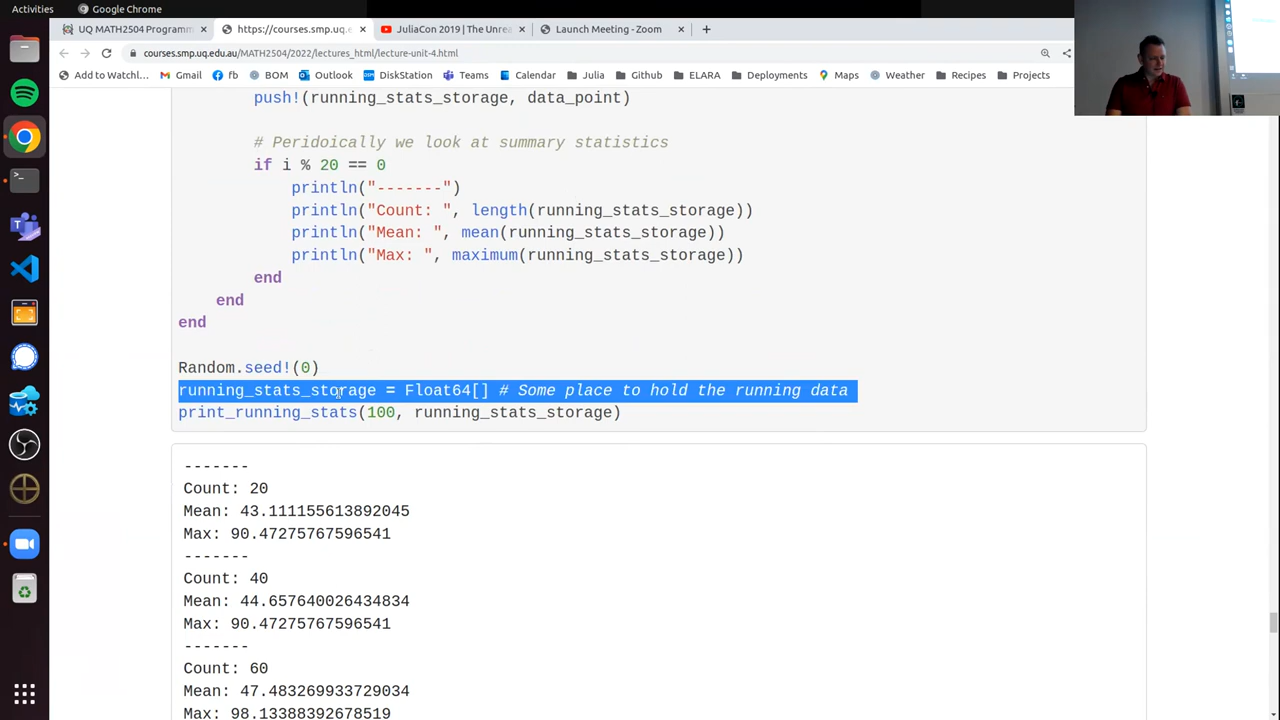 Activities
Google Chrome
UQ MATH2504 Programm
https://courses.smp.uq.e
JuliaCon 2019 | The Unrea
Launch Meeting - Zoom
courses.smp.uq.edu.au/MATH2504/2022/lectures_html/lecture-unit-4.html
Add to Watchl... Gmail fb BOM Outlook DiskStation Teams Calendar Julia Github ELARA Deployments Maps Weather Recipes Projects
push!(running_stats_storage, data_point)
# Peridoically we look at summary statistics
if i % 20 == 0
println("-------")
println("Count: ", length(running_stats_storage))
println("Mean: ", mean(running_stats_storage))
println("Max: ", maximum(running_stats_storage))
end
end
end
Random.seed!(0)
running_stats_storage = Float64[] # Some place to hold the running data
print_running_stats(100, running_stats_storage)
-------
Count: 20
Mean: 43.111155613892045
Max: 90.47275767596541
-------
Count: 40
Mean: 44.657640026434834
Max: 90.47275767596541
-------
Count: 60
Mean: 47.483269933729034
Max: 98.13388392678519